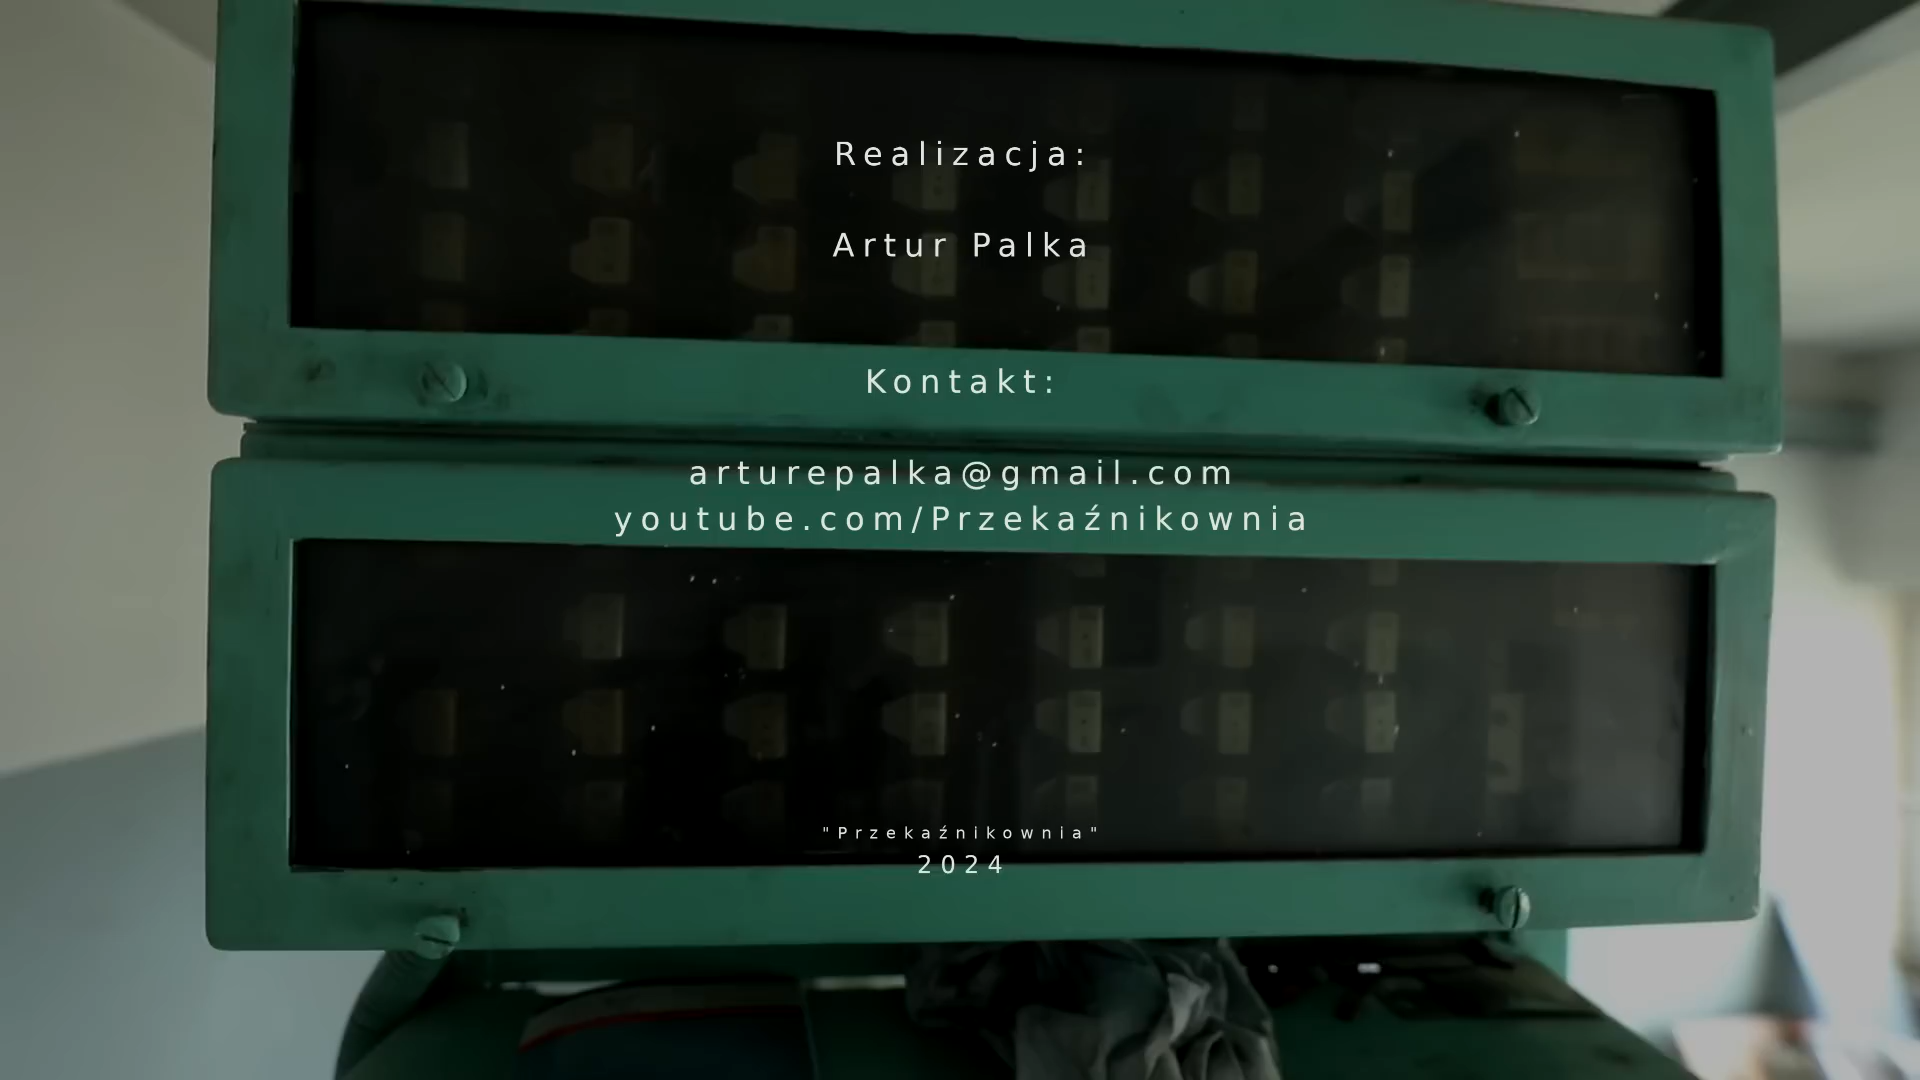 Realizacja:
Artur Palka
Kontakt:
arturepalka@gmail.com
youtube.com/Przekaźnikownia
"Przekaźnikownia"
2024